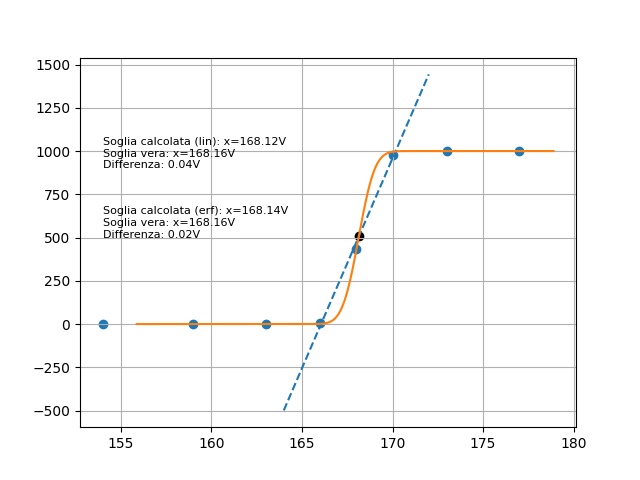 1500
1250
1000
750
500
250
0
−250
−500
Soglia calcolata (lin): x=168.12V
Soglia vera: x=168.16V
Differenza: 0.04V
Soglia calcolata (erf): x=168.14V
Soglia vera: x=168.16V
Differenza: 0.02V
155 160 165 170 175 180